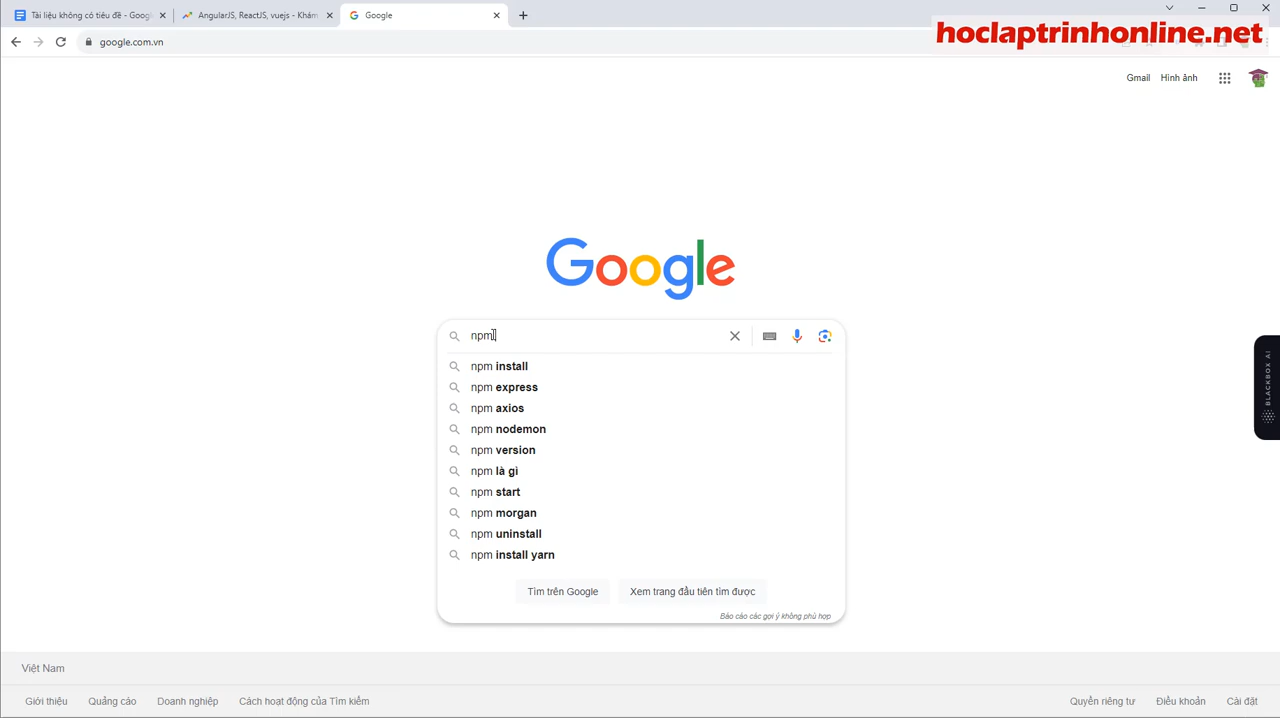 Tài liệu không có tiêu đề - Goog
AngularJS, ReactJS, vuejs - Khám
Google
google.com.vn
hoclaptrinhonline.net
Gmail
Hình ảnh
Google
npm
npm install
npm express
npm axios
npm nodemon
npm version
npm là gì
npm start
npm morgan
npm uninstall
npm install yarn
Tìm trên Google
Xem trang đầu tiên tìm được
Báo cáo các gợi ý không phù hợp
BLACKBOX AI
Việt Nam
Giới thiệu
Quảng cáo
Doanh nghiệp
Cách hoạt động của Tìm kiếm
Quyền riêng tư
Điều khoản
Cài đặt